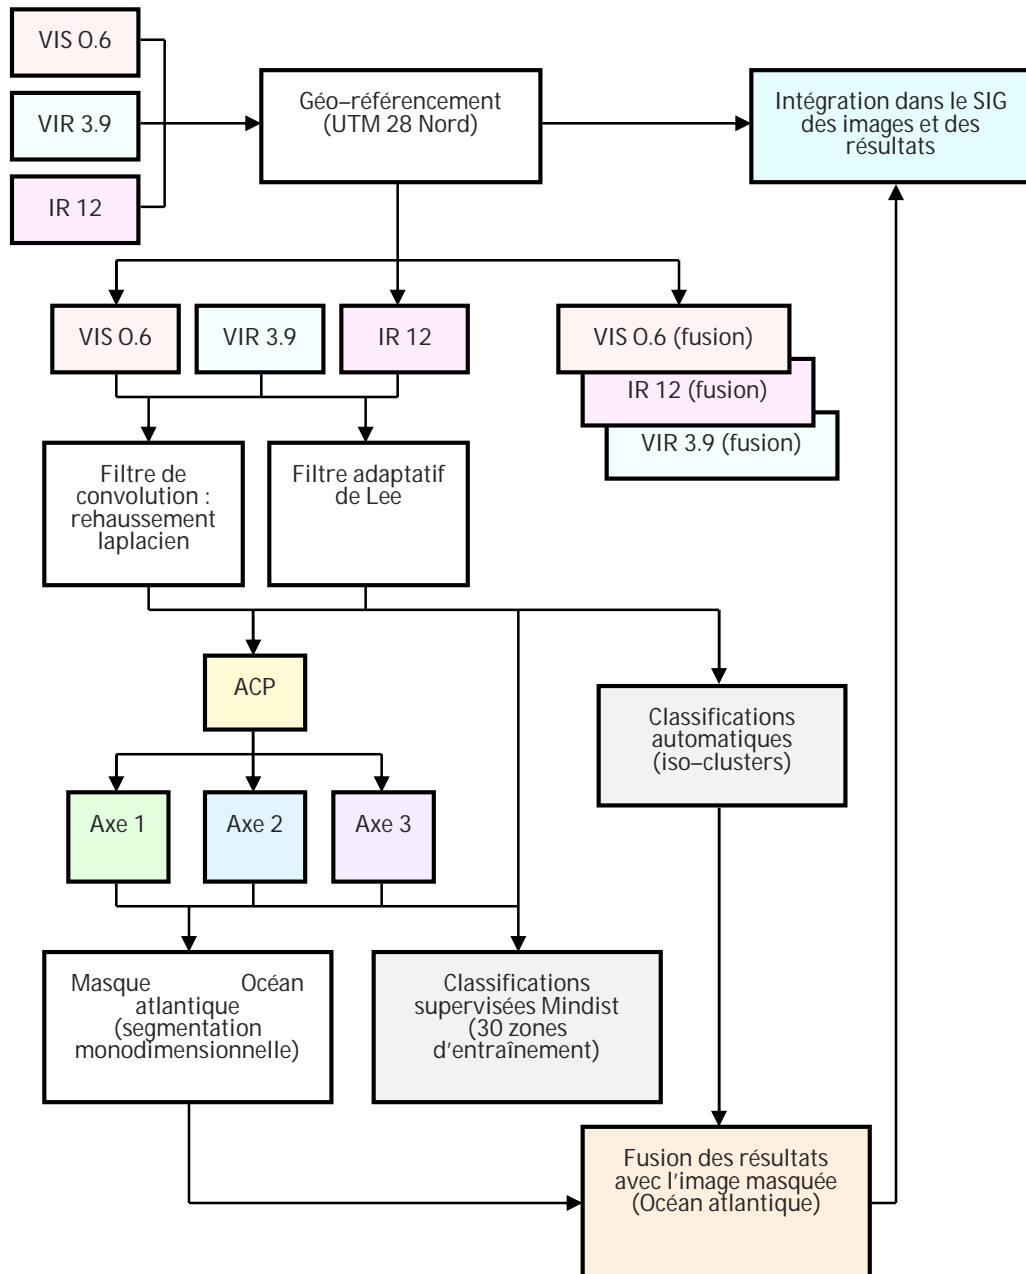 VIS 0.6
VIR 3.9
IR 12
Géo–référencement
(UTM 28 Nord)
Intégration dans le SIG
des images et des
résultats
VIS 0.6
VIR 3.9
IR 12
VIS 0.6 (fusion)
IR 12 (fusion)
VIR 3.9 (fusion)
Filtre de
convolution :
rehaussement
laplacien
Filtre adaptatif
de Lee
ACP
Classifications
automatiques
(iso–clusters)
Axe 1
Axe 2
Axe 3
Masque Océan
atlantique
(segmentation
monodimensionnelle)
Classifications
supervisées Mindist
(30 zones
d'entraînement)
Fusion des résultats
avec l'image masquée
(Océan atlantique)